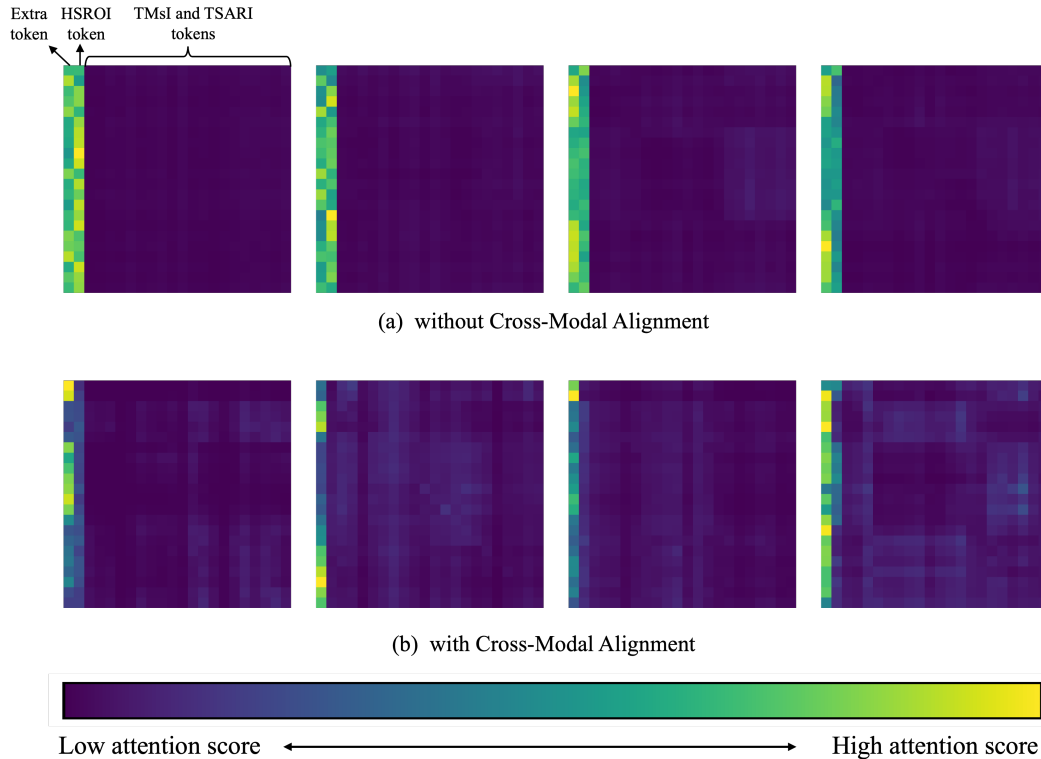 Extra
token
HSROI
token
TMsI and TSARI
tokens
(a) without Cross-Modal Alignment
(b) with Cross-Modal Alignment
Low attention score
High attention score